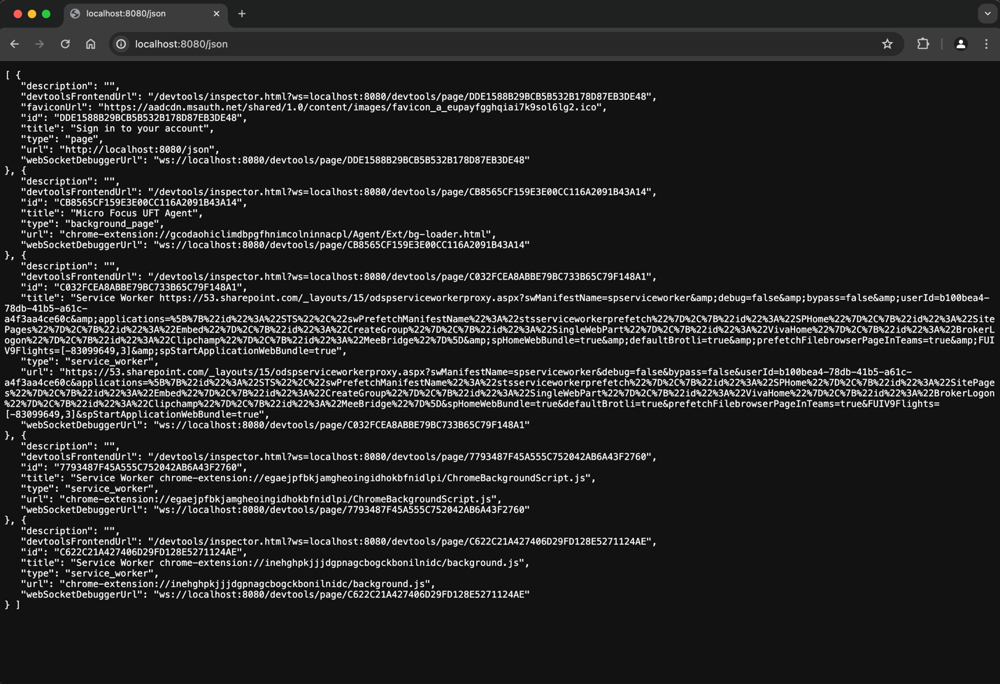 localhost:8080/json
localhost:8080/json
[ {
   "description": "",
   "devtoolsFrontendUrl": "/devtools/inspector.html?ws=localhost:8080/devtools/page/DDE1588B29BCB5B532B178D87EB3DE48",
   "faviconUrl": "https://aadcdn.msauth.net/shared/1.0/content/images/favicon_a_eupayfgghqiai7k9sol6lg2.ico",
   "id": "DDE1588B29BCB5B532B178D87EB3DE48",
   "title": "Sign in to your account",
   "type": "page",
   "url": "http://localhost:8080/json",
   "webSocketDebuggerUrl": "ws://localhost:8080/devtools/page/DDE1588B29BCB5B532B178D87EB3DE48"
}, {
   "description": "",
   "devtoolsFrontendUrl": "/devtools/inspector.html?ws=localhost:8080/devtools/page/CB8565CF159E3E00CC116A2091B43A14",
   "id": "CB8565CF159E3E00CC116A2091B43A14",
   "title": "Micro Focus UFT Agent",
   "type": "background_page",
   "url": "chrome-extension://gcodaohiclimdbpgfhnimcolninnacpl/Agent/Ext/bg-loader.html",
   "webSocketDebuggerUrl": "ws://localhost:8080/devtools/page/CB8565CF159E3E00CC116A2091B43A14"
}, {
   "description": "",
   "devtoolsFrontendUrl": "/devtools/inspector.html?ws=localhost:8080/devtools/page/C032FCEA8ABBE79BC733B65C79F148A1",
   "id": "C032FCEA8ABBE79BC733B65C79F148A1",
   "title": "Service Worker https://53.sharepoint.com/_layouts/15/odspserviceworkerproxy.aspx?swManifestName=spserviceworker&amp;debug=false&amp;bypass=false&amp;userId=b100bea4-
78db-41b5-a61c-
a4f3aa4ce60c&amp;applications=%5B%7B%22id%22%3A%22STS%22%2C%22swPrefetchManifestName%22%3A%22stsserviceworkerprefetch%22%7D%2C%7B%22id%22%3A%22SPHome%22%7D%2C%7B%22id%22%3A%22Site
Pages%22%7D%2C%7B%22id%22%3A%22Embed%22%7D%2C%7B%22id%22%3A%22CreateGroup%22%7D%2C%7B%22id%22%3A%22SingleWebPart%22%7D%2C%7B%22id%22%3A%22VivaHome%22%7D%2C%7B%22id%22%3A%22BrokerL
ogon%22%7D%2C%7B%22id%22%3A%22Clipchamp%22%7D%2C%7B%22id%22%3A%22MeeBridge%22%7D%5D&amp;spHomeWebBundle=true&amp;defaultBrotli=true&amp;prefetchFilebrowserPageInTeams=true&amp;FUI
V9Flights=[-83099649,3]&amp;spStartApplicationWebBundle=true",
   "type": "service_worker",
   "url": "https://53.sharepoint.com/_layouts/15/odspserviceworkerproxy.aspx?swManifestName=spserviceworker&debug=false&bypass=false&userId=b100bea4-78db-41b5-a61c-
a4f3aa4ce60c&applications=%5B%7B%22id%22%3A%22STS%22%2C%22swPrefetchManifestName%22%3A%22stsserviceworkerprefetch%22%7D%2C%7B%22id%22%3A%22SPHome%22%7D%2C%7B%22id%22%3A%22SitePage
s%22%7D%2C%7B%22id%22%3A%22Embed%22%7D%2C%7B%22id%22%3A%22CreateGroup%22%7D%2C%7B%22id%22%3A%22SingleWebPart%22%7D%2C%7B%22id%22%3A%22VivaHome%22%7D%2C%7B%22id%22%3A%22BrokerLogon
%22%7D%2C%7B%22id%22%3A%22Clipchamp%22%7D%2C%7B%22id%22%3A%22MeeBridge%22%7D%5D&spHomeWebBundle=true&defaultBrotli=true&prefetchFilebrowserPageInTeams=true&FUIV9Flights=
[-83099649,3]&spStartApplicationWebBundle=true",
   "webSocketDebuggerUrl": "ws://localhost:8080/devtools/page/C032FCEA8ABBE79BC733B65C79F148A1"
}, {
   "description": "",
   "devtoolsFrontendUrl": "/devtools/inspector.html?ws=localhost:8080/devtools/page/7793487F45A555C752042AB6A43F2760",
   "id": "7793487F45A555C752042AB6A43F2760",
   "title": "Service Worker chrome-extension://egaejpfbkjamgheoingidhokbfnidlpi/ChromeBackgroundScript.js",
   "type": "service_worker",
   "url": "chrome-extension://egaejpfbkjamgheoingidhokbfnidlpi/ChromeBackgroundScript.js",
   "webSocketDebuggerUrl": "ws://localhost:8080/devtools/page/7793487F45A555C752042AB6A43F2760"
}, {
   "description": "",
   "devtoolsFrontendUrl": "/devtools/inspector.html?ws=localhost:8080/devtools/page/C622C21A427406D29FD128E5271124AE",
   "id": "C622C21A427406D29FD128E5271124AE",
   "title": "Service Worker chrome-extension://inehghpkjjjdgpnagcbogckbonilnidc/background.js",
   "type": "service_worker",
   "url": "chrome-extension://inehghpkjjjdgpnagcbogckbonilnidc/background.js",
   "webSocketDebuggerUrl": "ws://localhost:8080/devtools/page/C622C21A427406D29FD128E5271124AE"
} ]